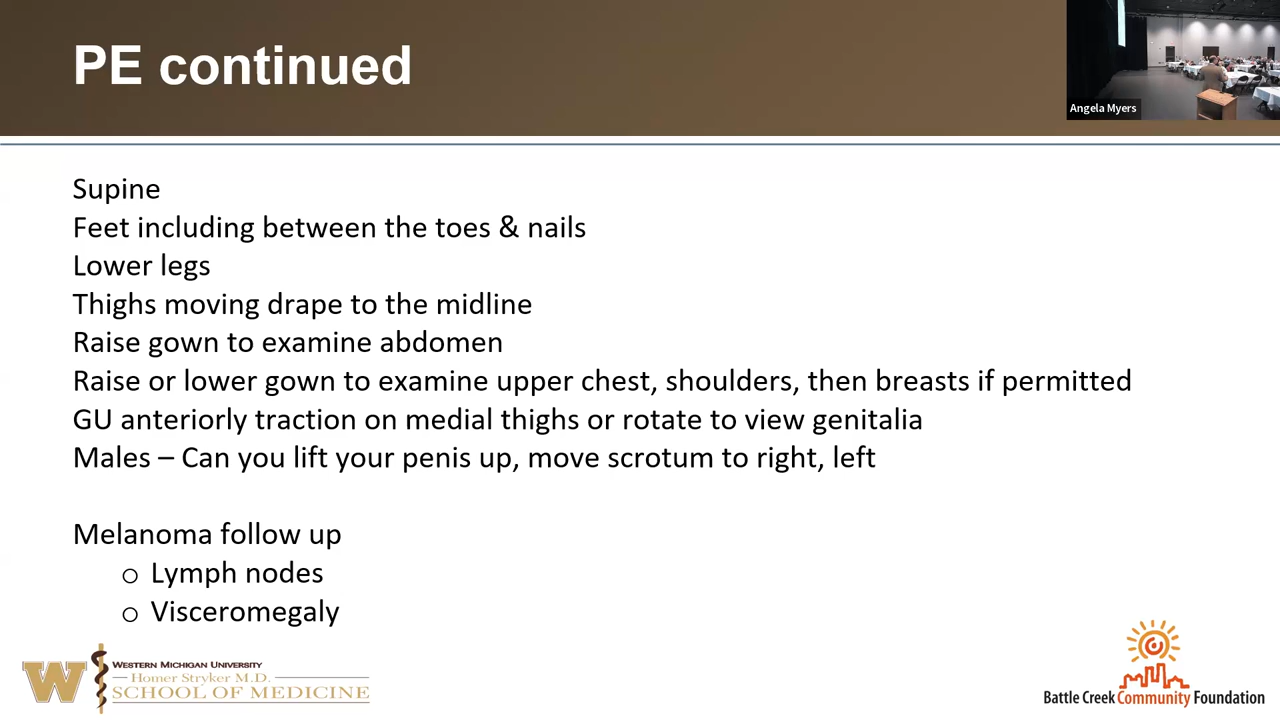 PE continued
Angela Myers
Supine
Feet including between the toes & nails
Lower legs
Thighs moving drape to the midline
Raise gown to examine abdomen
Raise or lower gown to examine upper chest, shoulders, then breasts if permitted
GU anteriorly traction on medial thighs or rotate to view genitalia
Males – Can you lift your penis up, move scrotum to right, left
Melanoma follow up
o Lymph nodes
o Visceromegaly
W
WESTERN MICHIGAN UNIVERSITY
Homer Stryker M.D.
SCHOOL OF MEDICINE
Battle Creek Community Foundation